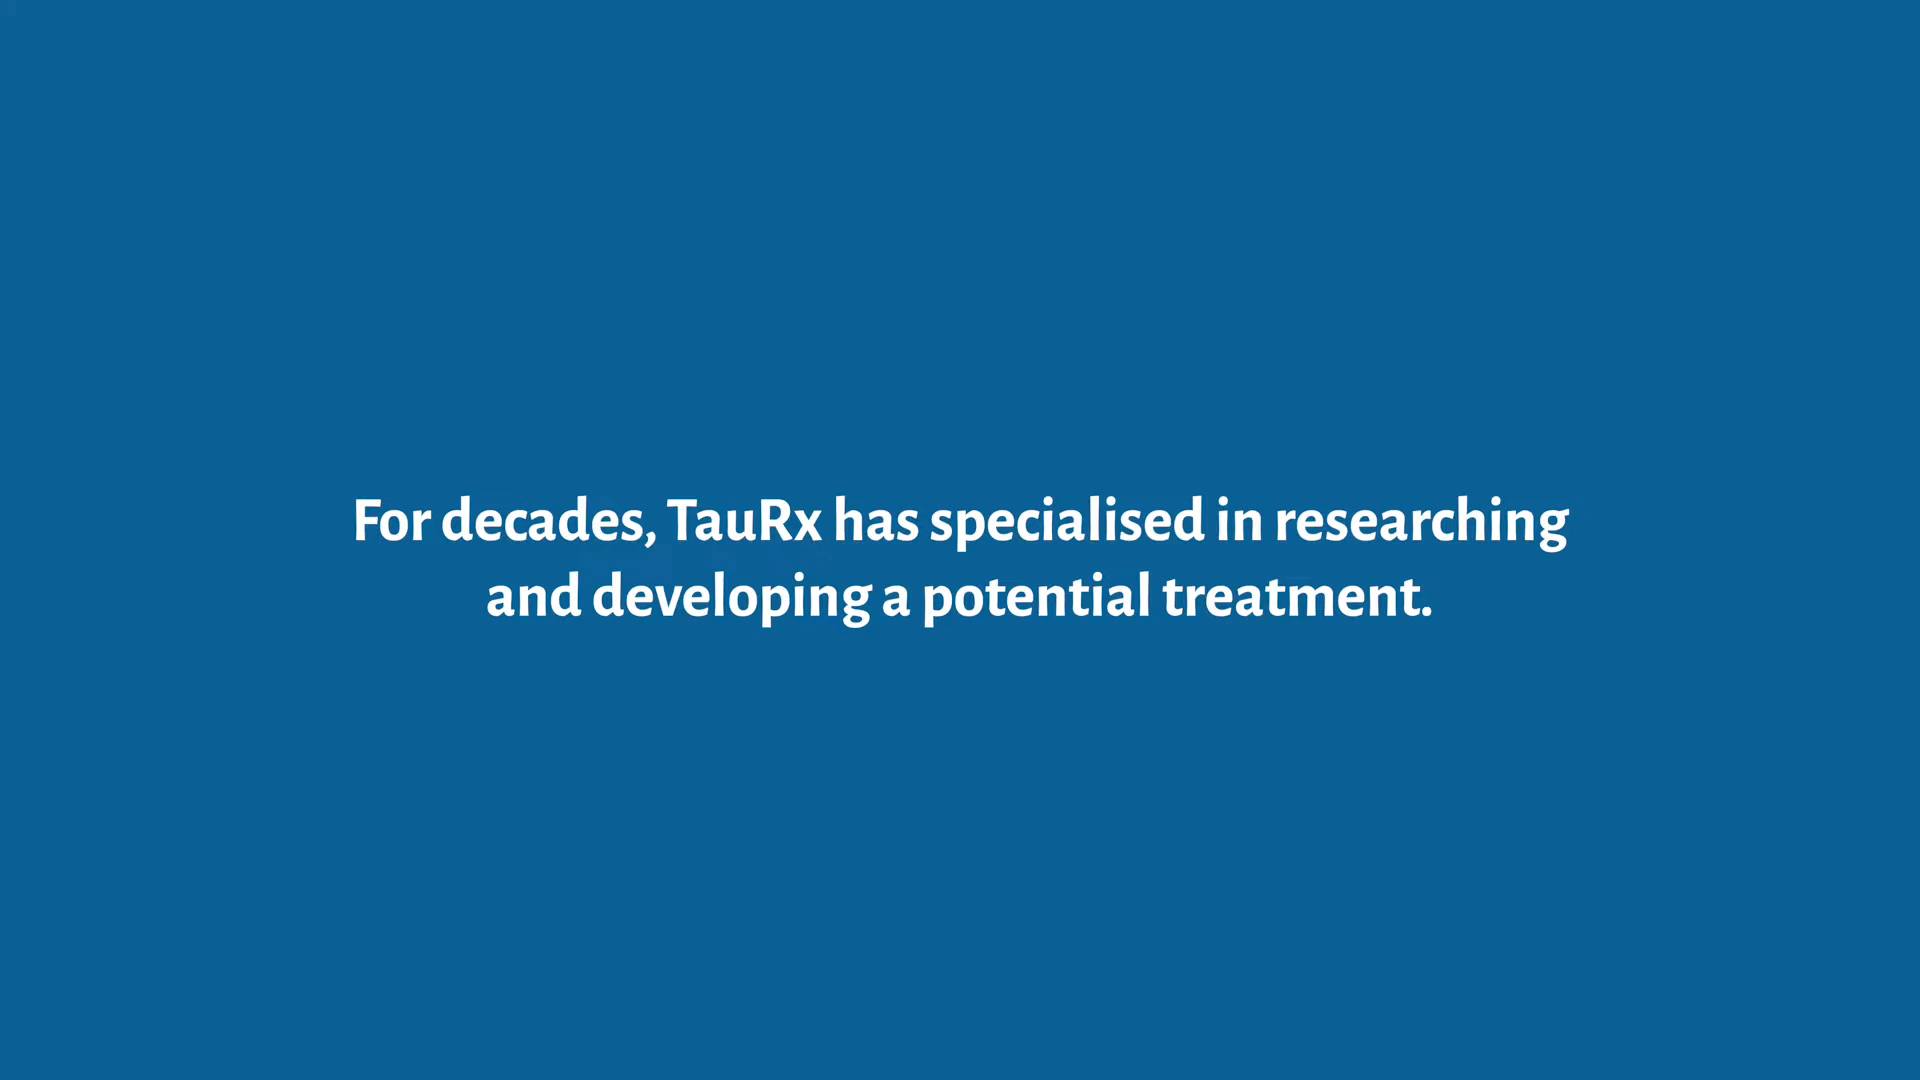 For decades, TauRx has specialised in researching
and developing a potential treatment.